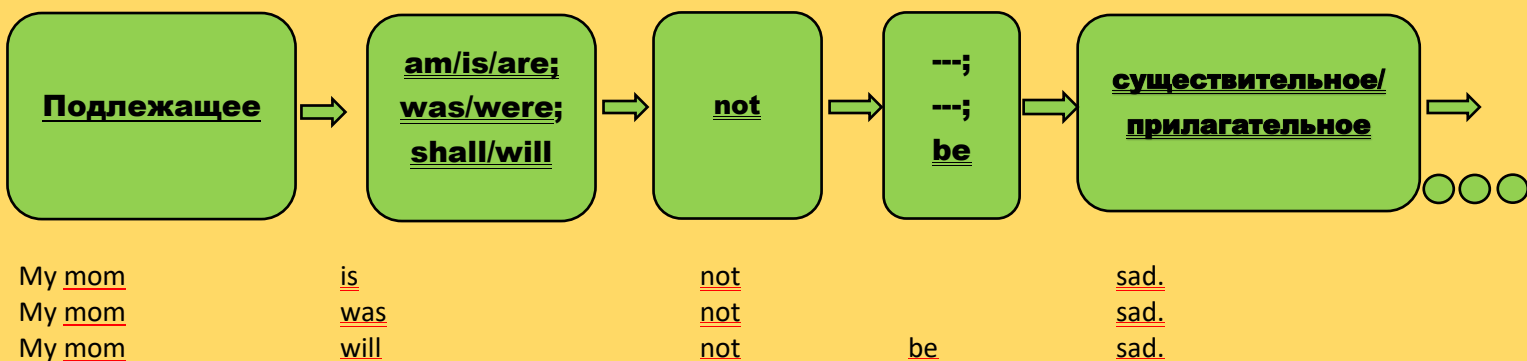 Подлежащее
am/is/are;
was/were;
shall/will
not
---;
---;
be
существительное/
прилагательное
My mom is not sad.
My mom was not sad.
My mom will not be sad.